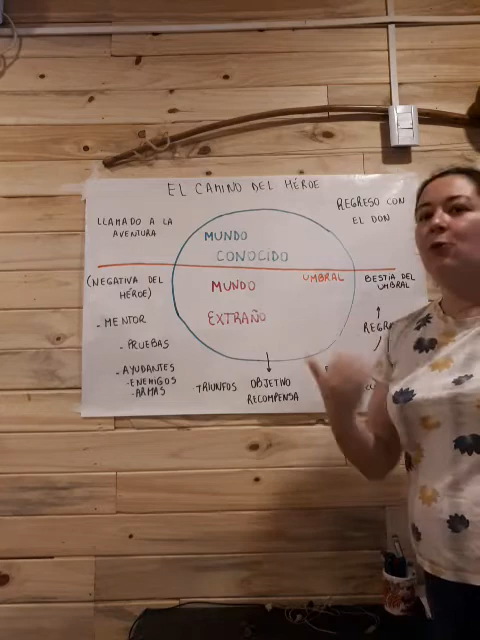 EL CAMINO DEL HÉROE
LLAMADO A LA
AVENTURA
REGRESO CON
EL DON
MUNDO
CONOCIDO
(NEGATIVA DEL
HÉROE)
MUNDO
UMBRAL
BESTIA DEL
UMBRAL
EXTRAÑO
- MENTOR
- PRUEBAS
- AYUDANTES
- ENEMIGOS
- ARMAS
TRIUNFOS
OBJETIVO
RECOMPENSA